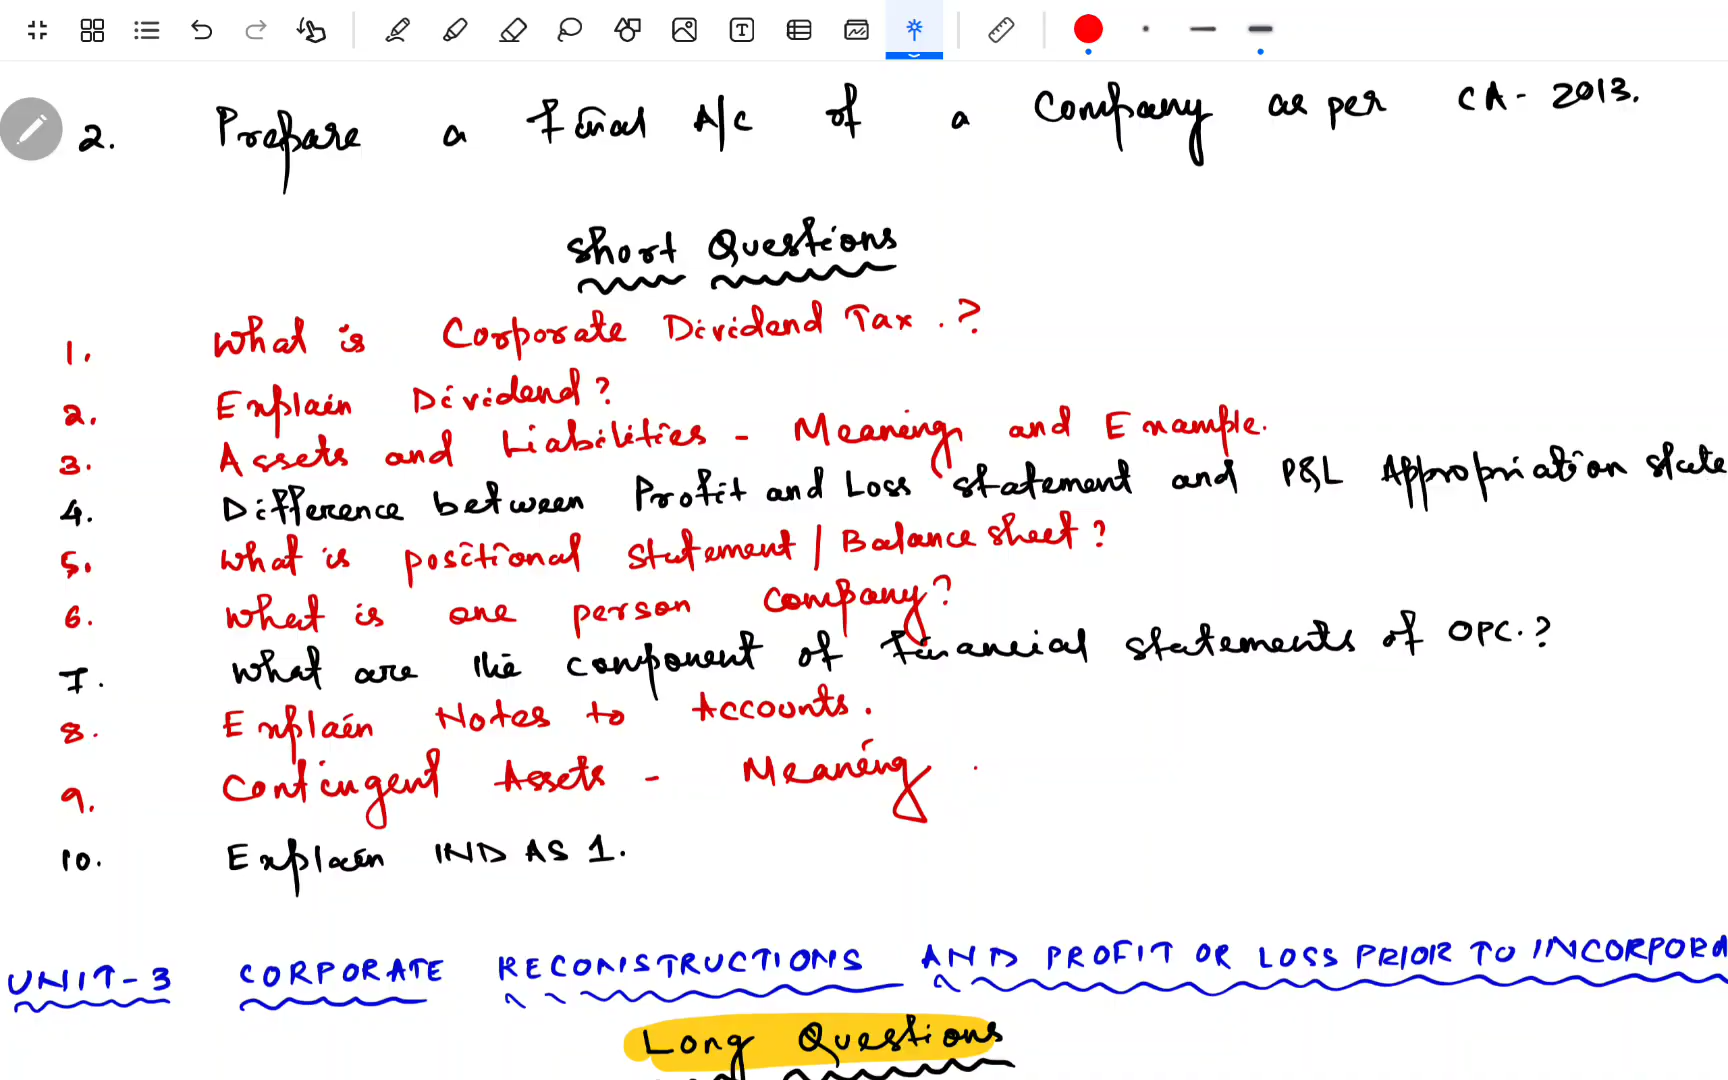 2. Prepare a Final A/c of a Company as per CA - 2013.
Short Questions
1. What is Corporate Dividend Tax.?
2. Explain Dividend?
3. Assets and Liabilities - Meaning and Example.
4. Difference between Profit and Loss statement and P&L Appropriation state
5. What is positional statement / Balance sheet?
6. What is one person company?
7. What are the component of financial statements of OPC.?
8. Explain Notes to Accounts.
9. Contingent Assets - Meaning.
10. Explain IND AS 1.
UNIT-3 CORPORATE RECONSTRUCTIONS AND PROFIT OR LOSS PRIOR TO INCORPORA
Long Questions